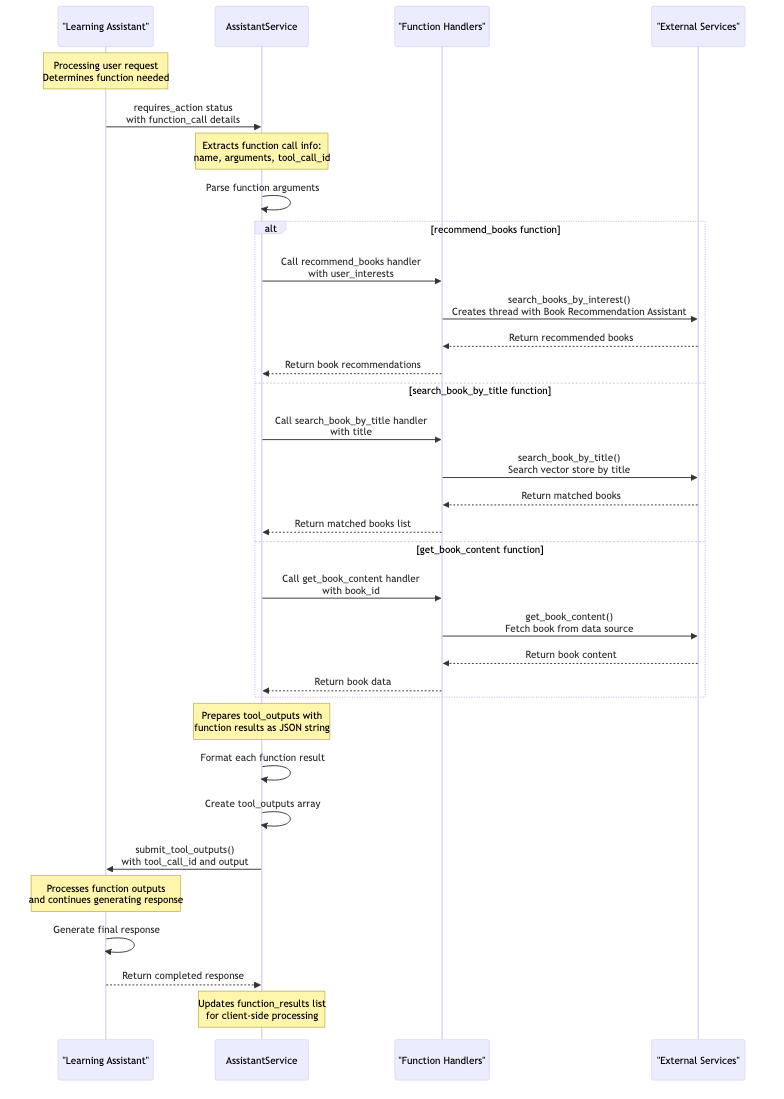 "Learning Assistant"
AssistantService
"Function Handlers"
"External Services"
Processing user request
Determines function needed
requires_action status
with function_call details
Extracts function call info:
name, arguments, tool_call_id
Parse function arguments
alt
[recommend_books function]
Call recommend_books handler
with user_interests
search_books_by_interest()
Creates thread with Book Recommendation Assistant
Return recommended books
Return book recommendations
[search_book_by_title function]
Call search_book_by_title handler
with title
search_book_by_title()
Search vector store by title
Return matched books
Return matched books list
[get_book_content function]
Call get_book_content handler
with book_id
get_book_content()
Fetch book from data source
Return book content
Return book data
Prepares tool_outputs with
function results as JSON string
Format each function result
Create tool_outputs array
submit_tool_outputs()
with tool_call_id and output
Processes function outputs
and continues generating response
Generate final response
Return completed response
Updates function_results list
for client-side processing
"Learning Assistant"
AssistantService
"Function Handlers"
"External Services"